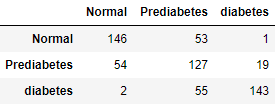 Normal Prediabetes diabetes
Normal 146 53 1
Prediabetes 54 127 19
diabetes 2 55 143